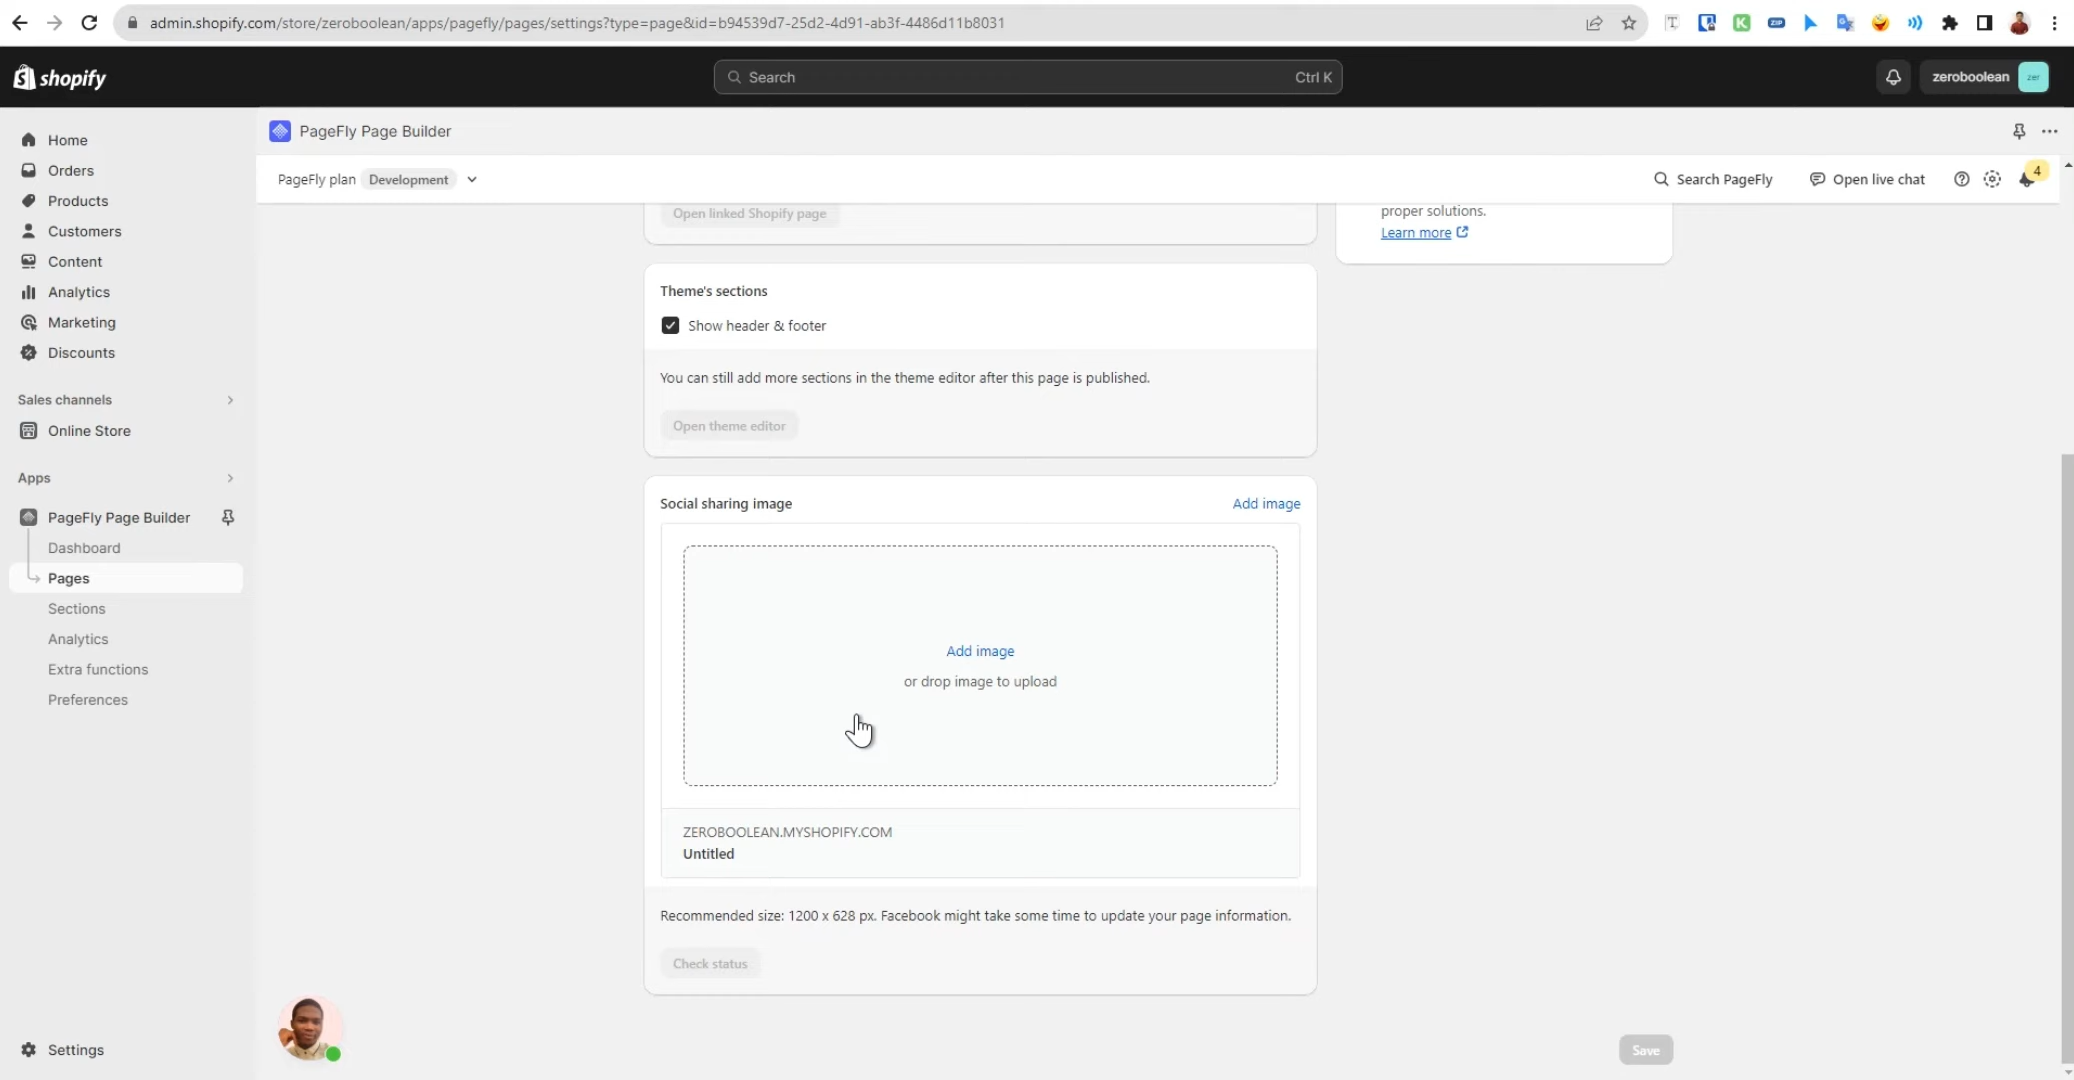 admin.shopify.com/store/zeroboolean/apps/pagefly/pages/settings?type=page&id=b94539d7-25d2-4d91-ab3f-4486d11b8031
ZIP
shopify
Search
Ctrl K
zeroboolean
zer
Home
Orders
Products
Customers
Content
Analytics
Marketing
Discounts
Sales channels
Online Store
Apps
PageFly Page Builder
Dashboard
Pages
Sections
Analytics
Extra functions
Preferences
Settings
PageFly Page Builder
PageFly plan Development
Search PageFly
Open live chat
4
Open linked Shopify page
proper solutions.
Learn more
Theme's sections
Show header & footer
You can still add more sections in the theme editor after this page is published.
Open theme editor
Social sharing image
Add image
Add image
or drop image to upload
ZEROBOOLEAN.MYSHOPIFY.COM
Untitled
Recommended size: 1200 x 628 px. Facebook might take some time to update your page information.
Check status
Save